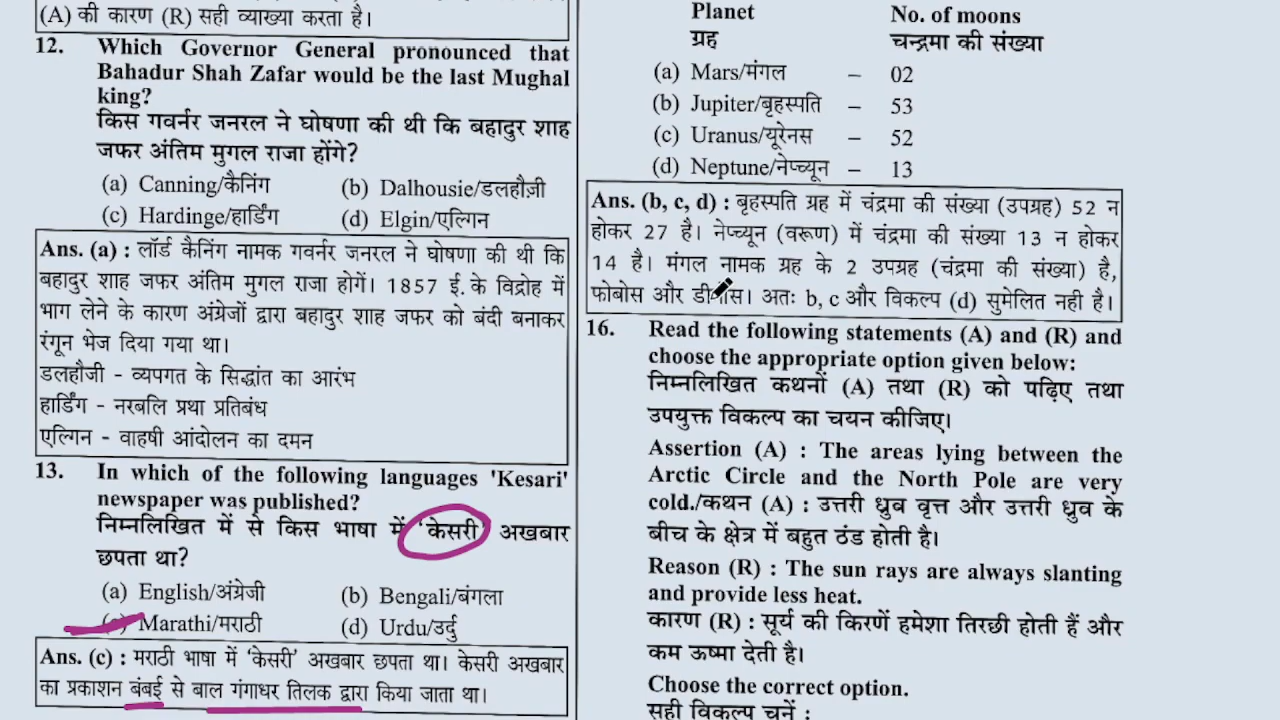 (A) की कारण (R) सही व्याख्या करता है।
12. Which Governor General pronounced that
Bahadur Shah Zafar would be the last Mughal
king?
किस गवर्नर जनरल ने घोषणा की थी कि बहादुर शाह
जफर अंतिम मुगल राजा होंगे?
(a) Canning/कैनिंग (b) Dalhousie/डलहौज़ी
(c) Hardinge/हार्डिंग (d) Elgin/एल्गिन
Ans. (a) : लॉर्ड कैनिंग नामक गवर्नर जनरल ने घोषणा की थी कि
बहादुर शाह जफर अंतिम मुगल राजा होगें। 1857 ई. के विद्रोह में
भाग लेने के कारण अंग्रेजों द्वारा बहादुर शाह जफर को बंदी बनाकर
रंगून भेज दिया गया था।
डलहौजी - व्यपगत के सिद्धांत का आरंभ
हार्डिंग - नरबलि प्रथा प्रतिबंध
एल्गिन - वाहषी आंदोलन का दमन
13. In which of the following languages 'Kesari'
newspaper was published?
निम्नलिखित में से किस भाषा में 'केसरी' अखबार
छपता था?
(a) English/अंग्रेजी (b) Bengali/बंगला
(c) Marathi/मराठी (d) Urdu/उर्दु
Ans. (c) : मराठी भाषा में 'केसरी' अखबार छपता था। केसरी अखबार
का प्रकाशन बंबई से बाल गंगाधर तिलक द्वारा किया जाता था।
Planet No. of moons
ग्रह चन्द्रमा की संख्या
(a) Mars/मंगल – 02
(b) Jupiter/बृहस्पति – 53
(c) Uranus/यूरेनस – 52
(d) Neptune/नेप्च्यून – 13
Ans. (b, c, d) : बृहस्पति ग्रह में चंद्रमा की संख्या (उपग्रह) 52 न
होकर 27 है। नेप्च्यून (वरूण) में चंद्रमा की संख्या 13 न होकर
14 है। मंगल नामक ग्रह के 2 उपग्रह (चंद्रमा की संख्या) है,
फोबोस और अतः b, c और विकल्प (d) सुमेलित नही है।
16. Read the following statements (A) and (R) and
choose the appropriate option given below:
निम्नलिखित कथनों (A) तथा (R) को पढ़िए तथा
उपयुक्त विकल्प का चयन कीजिए।
Assertion (A) : The areas lying between the
Arctic Circle and the North Pole are very
cold./कथन (A) : उत्तरी ध्रुव वृत्त और उत्तरी ध्रुव के
बीच के क्षेत्र में बहुत ठंड होती है।
Reason (R) : The sun rays are always slanting
and provide less heat.
कारण (R) : सूर्य की किरणें हमेशा तिरछी होती हैं और
कम ऊष्मा देती है।
Choose the correct option.
सही विकल्प चुनें :